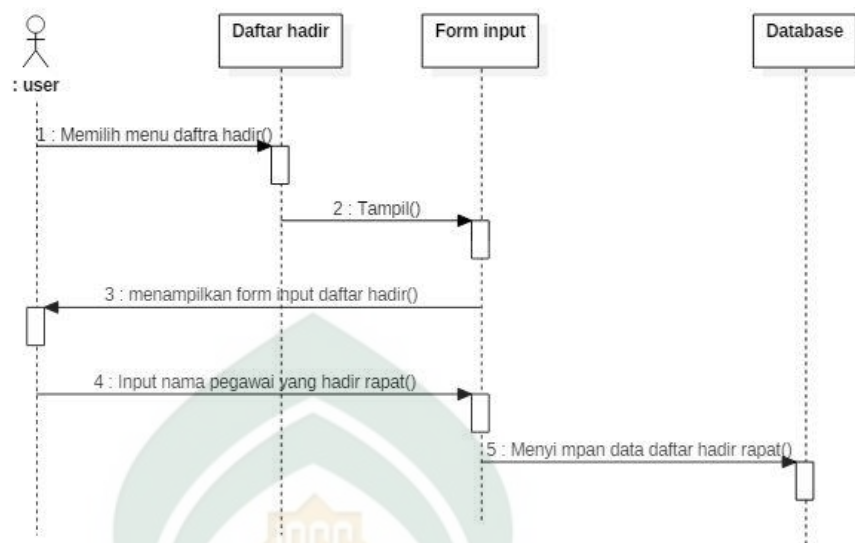 Daftar hadir
Form input
Database
: user
1 : Memilih menu daftra hadir()
2 : Tampil()
3 : menampilkan form input daftar hadir()
4 : Input nama pegawai yang hadir rapat()
5 : Menyi mpan data daftar hadir rapat()